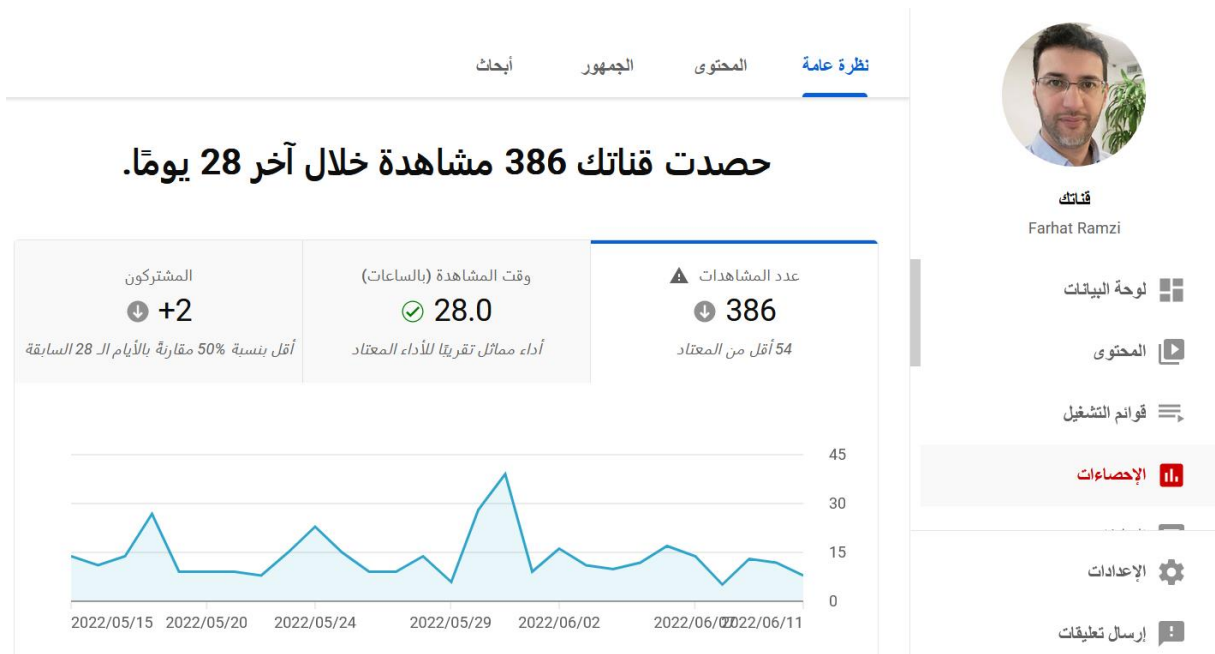 نظرة عامة
المحتوى
الجمهور
أبحاث
حصدت قناتك 386 مشاهدة خلال آخر 28 يومًا.
عدد المشاهدات
386
54 أقل من المعتاد
وقت المشاهدة (بالساعات)
28.0
أداء مماثل تقريبًا للأداء المعتاد
المشتركون
+2
أقل بنسبة 50% مقارنةً بالأيام الـ 28 السابقة
45
30
15
0
2022/05/15
2022/05/20
2022/05/24
2022/05/29
2022/06/02
2022/06/07
2022/06/11
قناتك
Farhat Ramzi
لوحة البيانات
المحتوى
قوائم التشغيل
الإحصاءات
الإعدادات
إرسال تعليقات